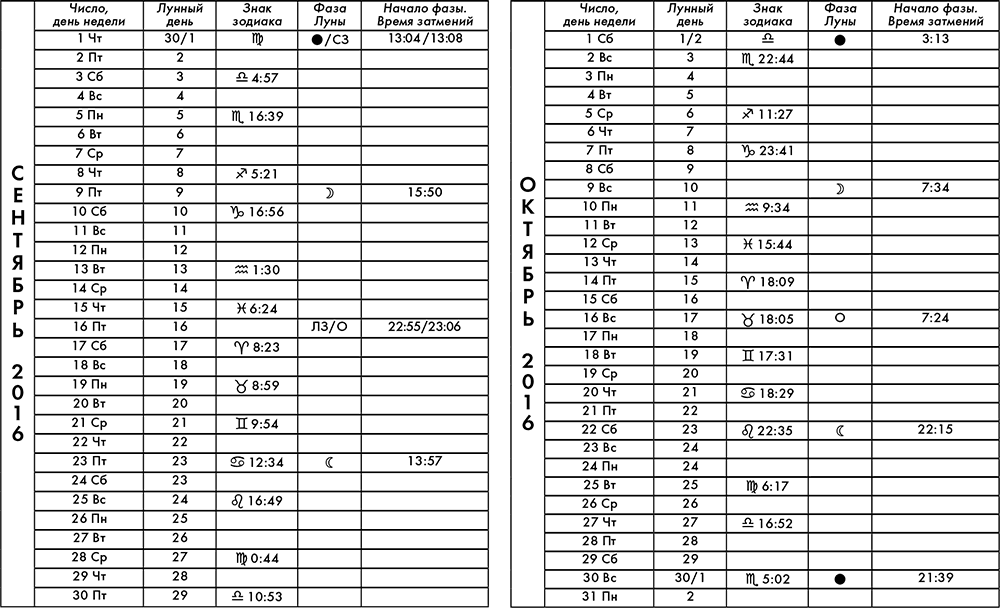 СЕНТЯБРЬ 2016
Число, день недели | Лунный день | Знак зодиака | Фаза Луны | Начало фазы. Время затмений
1 Чт 30/1 ♍ ●/СЗ 13:04/13:08
2 Пт 2
3 Сб 3 ♎ 4:57
4 Вс 4
5 Пн 5 ♏ 16:39
6 Вт 6
7 Ср 7
8 Чт 8 ♐ 5:21
9 Пт 9 ☽ 15:50
10 Сб 10 ♑ 16:56
11 Вс 11
12 Пн 12
13 Вт 13 ♒ 1:30
14 Ср 14
15 Чт 15 ♓ 6:24
16 Пт 16 ЛЗ/○ 22:55/23:06
17 Сб 17 ♈ 8:23
18 Вс 18
19 Пн 19 ♉ 8:59
20 Вт 20
21 Ср 21 ♊ 9:54
22 Чт 22
23 Пт 23 ♋ 12:34 ☾ 13:57
24 Сб 23
25 Вс 24 ♌ 16:49
26 Пн 25
27 Вт 26
28 Ср 27 ♍ 0:44
29 Чт 28
30 Пт 29 ♎ 10:53
ОКТЯБРЬ 2016
Число, день недели | Лунный день | Знак зодиака | Фаза Луны | Начало фазы. Время затмений
1 Сб 1/2 ♎ ● 3:13
2 Вс 3 ♏ 22:44
3 Пн 4
4 Вт 5
5 Ср 6 ♐ 11:27
6 Чт 7
7 Пт 8 ♑ 23:41
8 Сб 9
9 Вс 10 ☽ 7:34
10 Пн 11 ♒ 9:34
11 Вт 12
12 Ср 13 ♓ 15:44
13 Чт 14
14 Пт 15 ♈ 18:09
15 Сб 16
16 Вс 17 ♉ 18:05 ○ 7:24
17 Пн 18
18 Вт 19 ♊ 17:31
19 Ср 20
20 Чт 21 ♋ 18:29
21 Пт 22
22 Сб 23 ♌ 22:35 ☾ 22:15
23 Вс 24
24 Пн 24
25 Вт 25 ♍ 6:17
26 Ср 26
27 Чт 27 ♎ 16:52
28 Пт 28
29 Сб 29
30 Вс 30/1 ♏ 5:02 ● 21:39
31 Пн 2